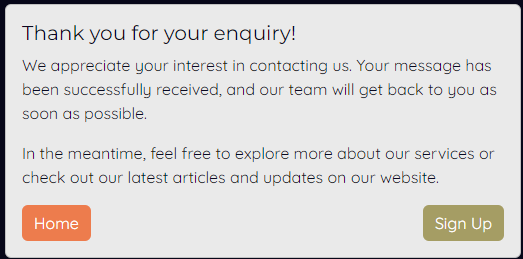 Thank you for your enquiry!
We appreciate your interest in contacting us. Your message has
been successfully received, and our team will get back to you as
soon as possible.
In the meantime, feel free to explore more about our services or
check out our latest articles and updates on our website.
Home
Sign Up